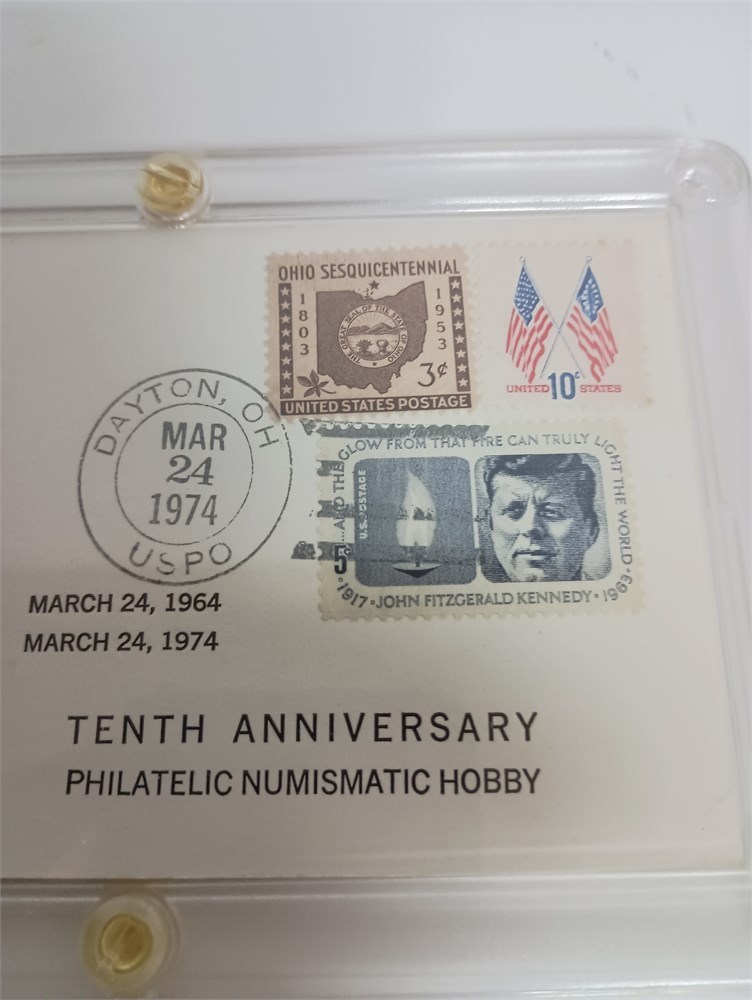 OHIO SESQUICENTENNIAL
1803
1953
THE GREAT SEAL OF THE STATE OF OHIO
3¢
UNITED STATES POSTAGE
UNITED 10c STATES
DAYTON, OH
MAR
24
1974
USPO
...AND THE GLOW FROM THAT FIRE CAN TRULY LIGHT THE WORLD.
U.S. POSTAGE
5
•1917•JOHN FITZGERALD KENNEDY•1963
MARCH 24, 1964
MARCH 24, 1974
TENTH ANNIVERSARY
PHILATELIC NUMISMATIC HOBBY